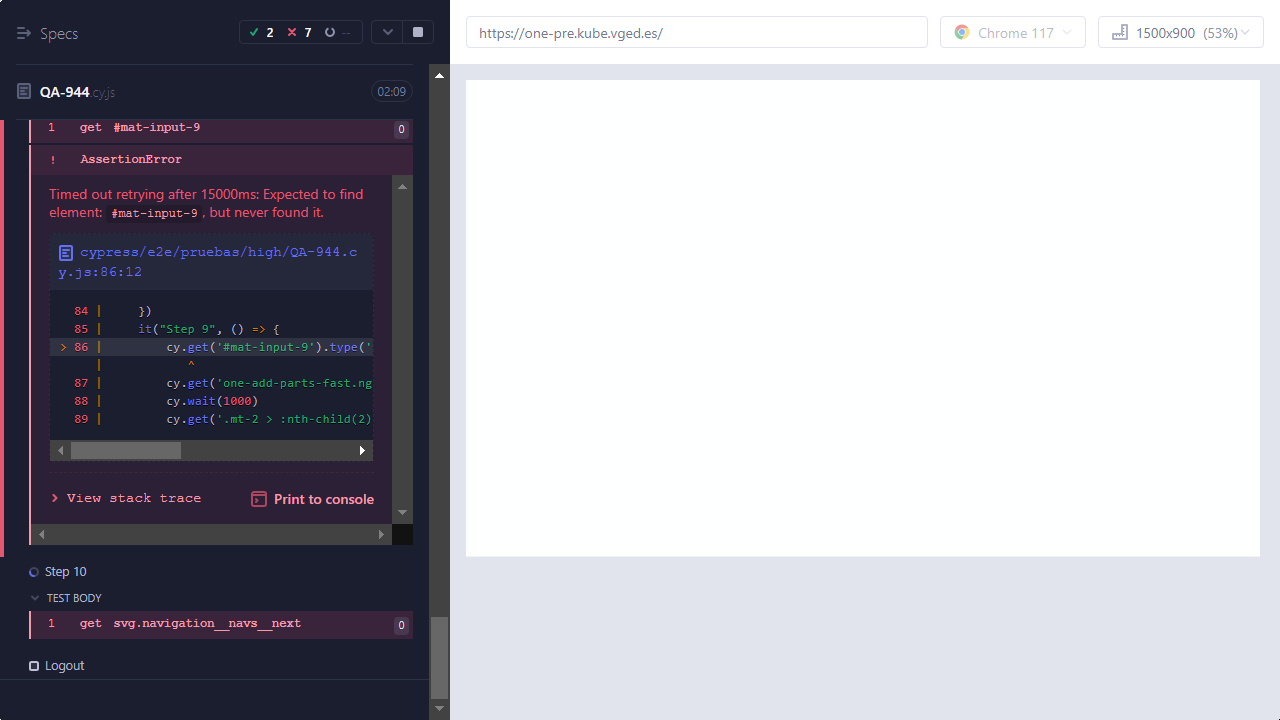 Specs
2
7
--
QA-944.cy.js
02:09
1 get #mat-input-9 0
! AssertionError
Timed out retrying after 15000ms: Expected to find
element: #mat-input-9, but never found it.
cypress/e2e/pruebas/high/QA-944.c
y.js:86:12
84 | })
85 | it("Step 9", () => {
> 86 | cy.get('#mat-input-9').type('
| ^
87 | cy.get('one-add-parts-fast.ng
88 | cy.wait(1000)
89 | cy.get('.mt-2 > :nth-child(2)
> View stack trace
Print to console
Step 10
TEST BODY
1 get svg.navigation__navs__next 0
Logout
https://one-pre.kube.vged.es/
Chrome 117
1500x900 (53%)